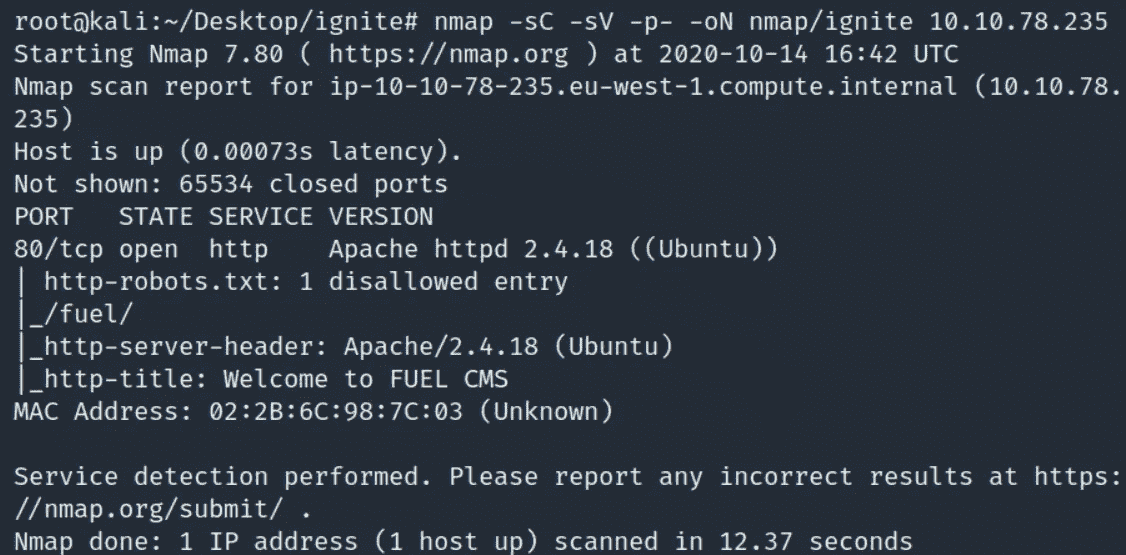 root@kali:~/Desktop/ignite# nmap -sC -sV -p- -oN nmap/ignite 10.10.78.235
Starting Nmap 7.80 ( https://nmap.org ) at 2020-10-14 16:42 UTC
Nmap scan report for ip-10-10-78-235.eu-west-1.compute.internal (10.10.78.
235)
Host is up (0.00073s latency).
Not shown: 65534 closed ports
PORT   STATE SERVICE VERSION
80/tcp open  http    Apache httpd 2.4.18 ((Ubuntu))
| http-robots.txt: 1 disallowed entry
|_/fuel/
|_http-server-header: Apache/2.4.18 (Ubuntu)
|_http-title: Welcome to FUEL CMS
MAC Address: 02:2B:6C:98:7C:03 (Unknown)
Service detection performed. Please report any incorrect results at https:
//nmap.org/submit/ .
Nmap done: 1 IP address (1 host up) scanned in 12.37 seconds